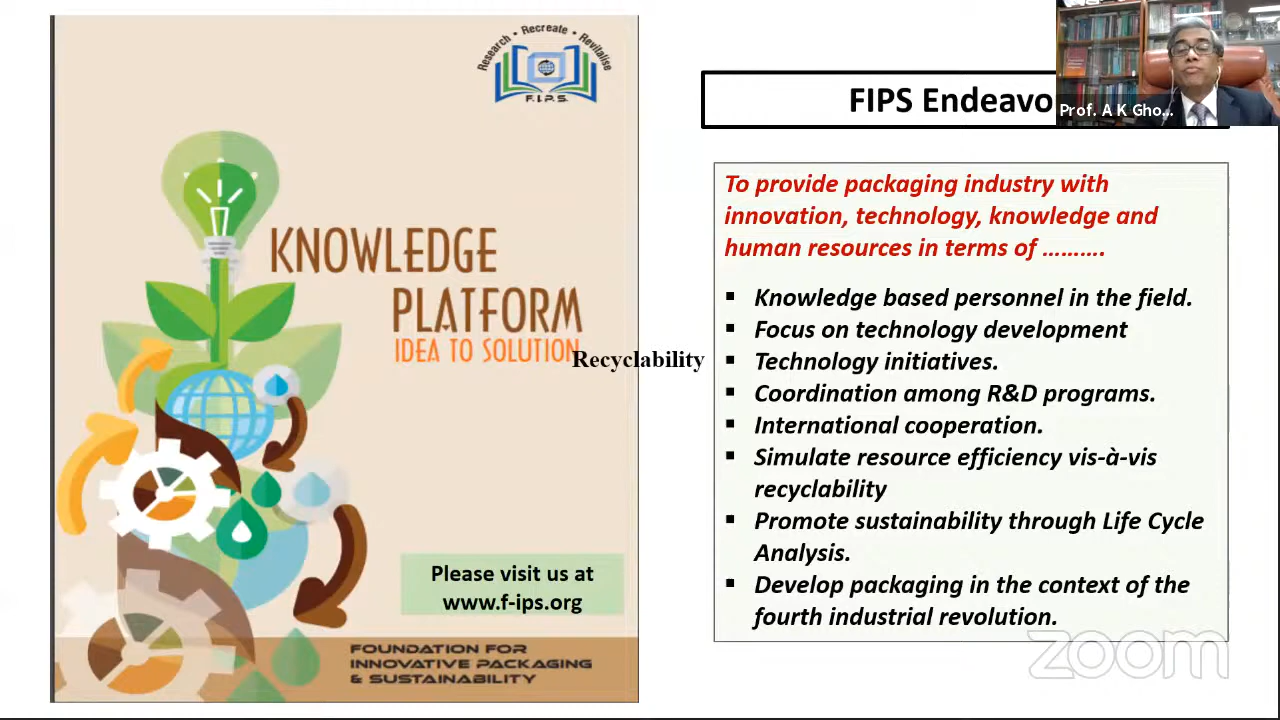 Research • Recreate • Revitalise
F.I.P.S.
KNOWLEDGE
PLATFORM
IDEA TO SOLUTION
Recyclability
Please visit us at
www.f-ips.org
FOUNDATION FOR
INNOVATIVE PACKAGING
& SUSTAINABILITY
FIPS Endeavo
Prof. A K Gho...
To provide packaging industry with
innovation, technology, knowledge and
human resources in terms of ……….
▪ Knowledge based personnel in the field.
▪ Focus on technology development
▪ Technology initiatives.
▪ Coordination among R&D programs.
▪ International cooperation.
▪ Simulate resource efficiency vis-à-vis
recyclability
▪ Promote sustainability through Life Cycle
Analysis.
▪ Develop packaging in the context of the
fourth industrial revolution.
zoom